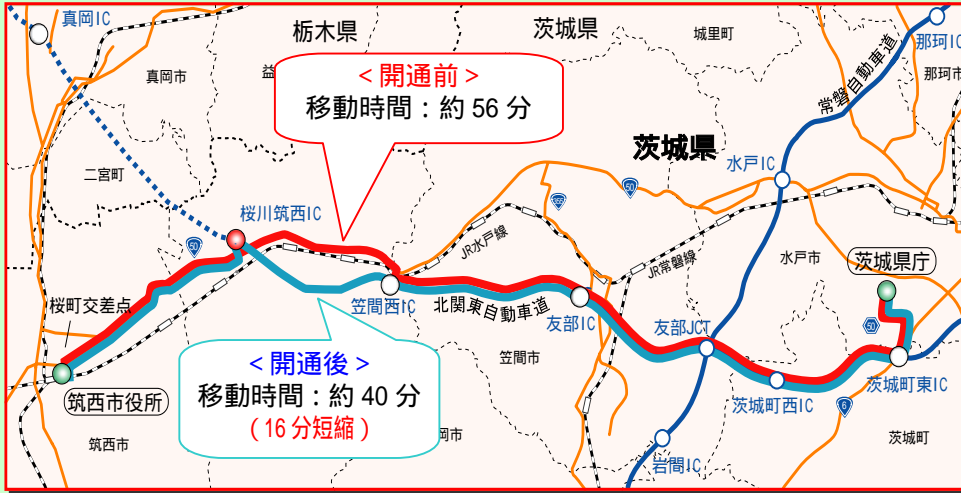 真岡IC
栃木県
茨城県
城里町
那珂IC
真岡市
益
<開通前>
移動時間：約 56 分
常磐自動車道
那珂市
茨城県
二宮町
水戸IC
50
355
50
桜川筑西IC
JR水戸線
JR常磐線
水戸市
茨城県庁
桜町交差点
笠間西IC
北関東自動車道
友部IC
友部JCT
50
<開通後>
移動時間：約 40 分
(16 分短縮)
笠間市
茨城町西IC
茨城町東IC
6
筑西市役所
筑西市
岡市
岩間IC
茨城町